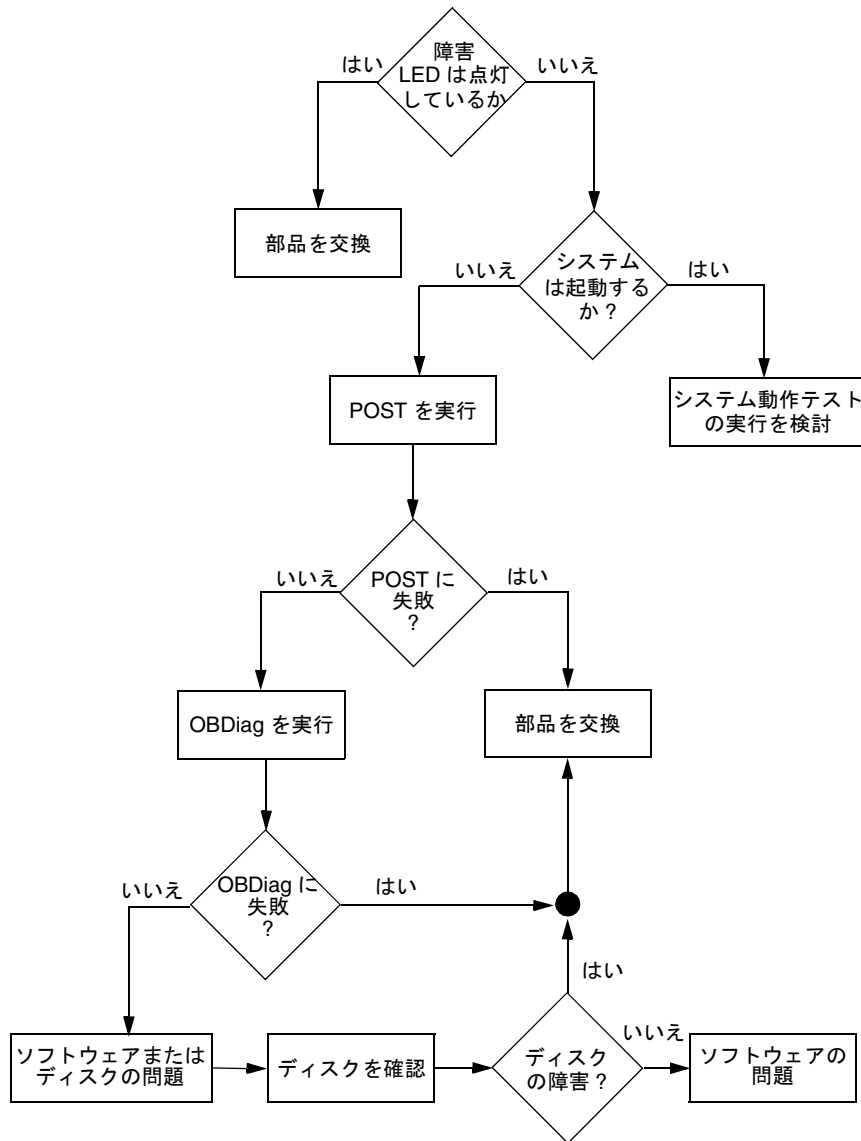 障害
LED は点灯
しているか
はい
いいえ
部品を交換
システム
は起動する
か ?
いいえ
はい
POST を実行
システム動作テスト
の実行を検討
POST に
失敗
?
いいえ
はい
OBDiag を実行
部品を交換
OBDiag に
失敗
?
いいえ
はい
はい
ソフトウェアまたは
ディスクの問題
ディスクを確認
ディスク
の障害 ?
いいえ
ソフトウェアの
問題